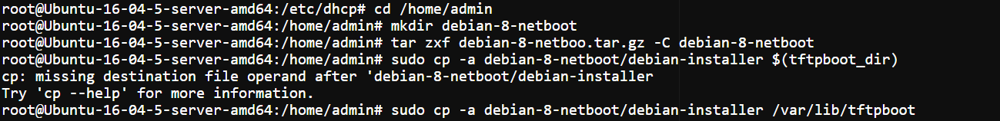 root@Ubuntu-16-04-5-server-amd64:/etc/dhcp# cd /home/admin
root@Ubuntu-16-04-5-server-amd64:/home/admin# mkdir debian-8-netboot
root@Ubuntu-16-04-5-server-amd64:/home/admin# tar zxf debian-8-netboo.tar.gz -C debian-8-netboot
root@Ubuntu-16-04-5-server-amd64:/home/admin# sudo cp -a debian-8-netboot/debian-installer $(tftpboot_dir)
cp: missing destination file operand after 'debian-8-netboot/debian-installer
Try 'cp --help' for more information.
root@Ubuntu-16-04-5-server-amd64:/home/admin# sudo cp -a debian-8-netboot/debian-installer /var/lib/tftpboot